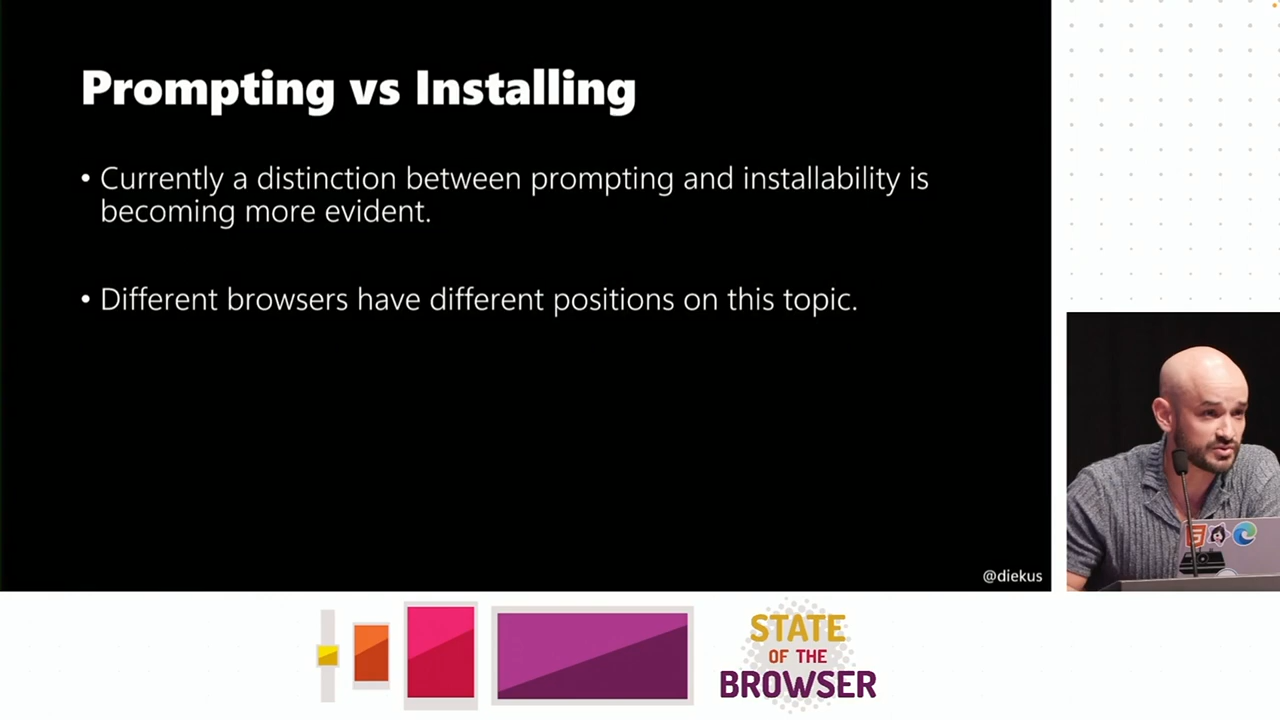 Prompting vs Installing
• Currently a distinction between prompting and installability is
becoming more evident.
• Different browsers have different positions on this topic.
@diekus
STATE
OF THE
BROWSER